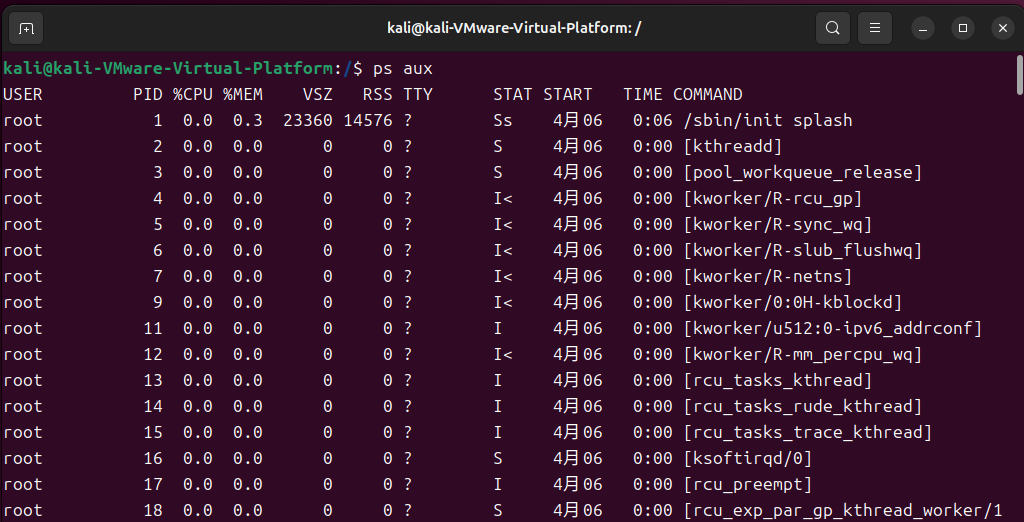 kali@kali-VMware-Virtual-Platform: /
kali@kali-VMware-Virtual-Platform:/$ ps aux
USER         PID %CPU %MEM    VSZ   RSS TTY      STAT START   TIME COMMAND
root           1  0.0  0.3  23360 14576 ?        Ss    4月06   0:06 /sbin/init splash
root           2  0.0  0.0      0     0 ?        S     4月06   0:00 [kthreadd]
root           3  0.0  0.0      0     0 ?        S     4月06   0:00 [pool_workqueue_release]
root           4  0.0  0.0      0     0 ?        I<    4月06   0:00 [kworker/R-rcu_gp]
root           5  0.0  0.0      0     0 ?        I<    4月06   0:00 [kworker/R-sync_wq]
root           6  0.0  0.0      0     0 ?        I<    4月06   0:00 [kworker/R-slub_flushwq]
root           7  0.0  0.0      0     0 ?        I<    4月06   0:00 [kworker/R-netns]
root           9  0.0  0.0      0     0 ?        I<    4月06   0:00 [kworker/0:0H-kblockd]
root          11  0.0  0.0      0     0 ?        I     4月06   0:00 [kworker/u512:0-ipv6_addrconf]
root          12  0.0  0.0      0     0 ?        I<    4月06   0:00 [kworker/R-mm_percpu_wq]
root          13  0.0  0.0      0     0 ?        I     4月06   0:00 [rcu_tasks_kthread]
root          14  0.0  0.0      0     0 ?        I     4月06   0:00 [rcu_tasks_rude_kthread]
root          15  0.0  0.0      0     0 ?        I     4月06   0:00 [rcu_tasks_trace_kthread]
root          16  0.0  0.0      0     0 ?        S     4月06   0:00 [ksoftirqd/0]
root          17  0.0  0.0      0     0 ?        I     4月06   0:00 [rcu_preempt]
root          18  0.0  0.0      0     0 ?        S     4月06   0:00 [rcu_exp_par_gp_kthread_worker/1